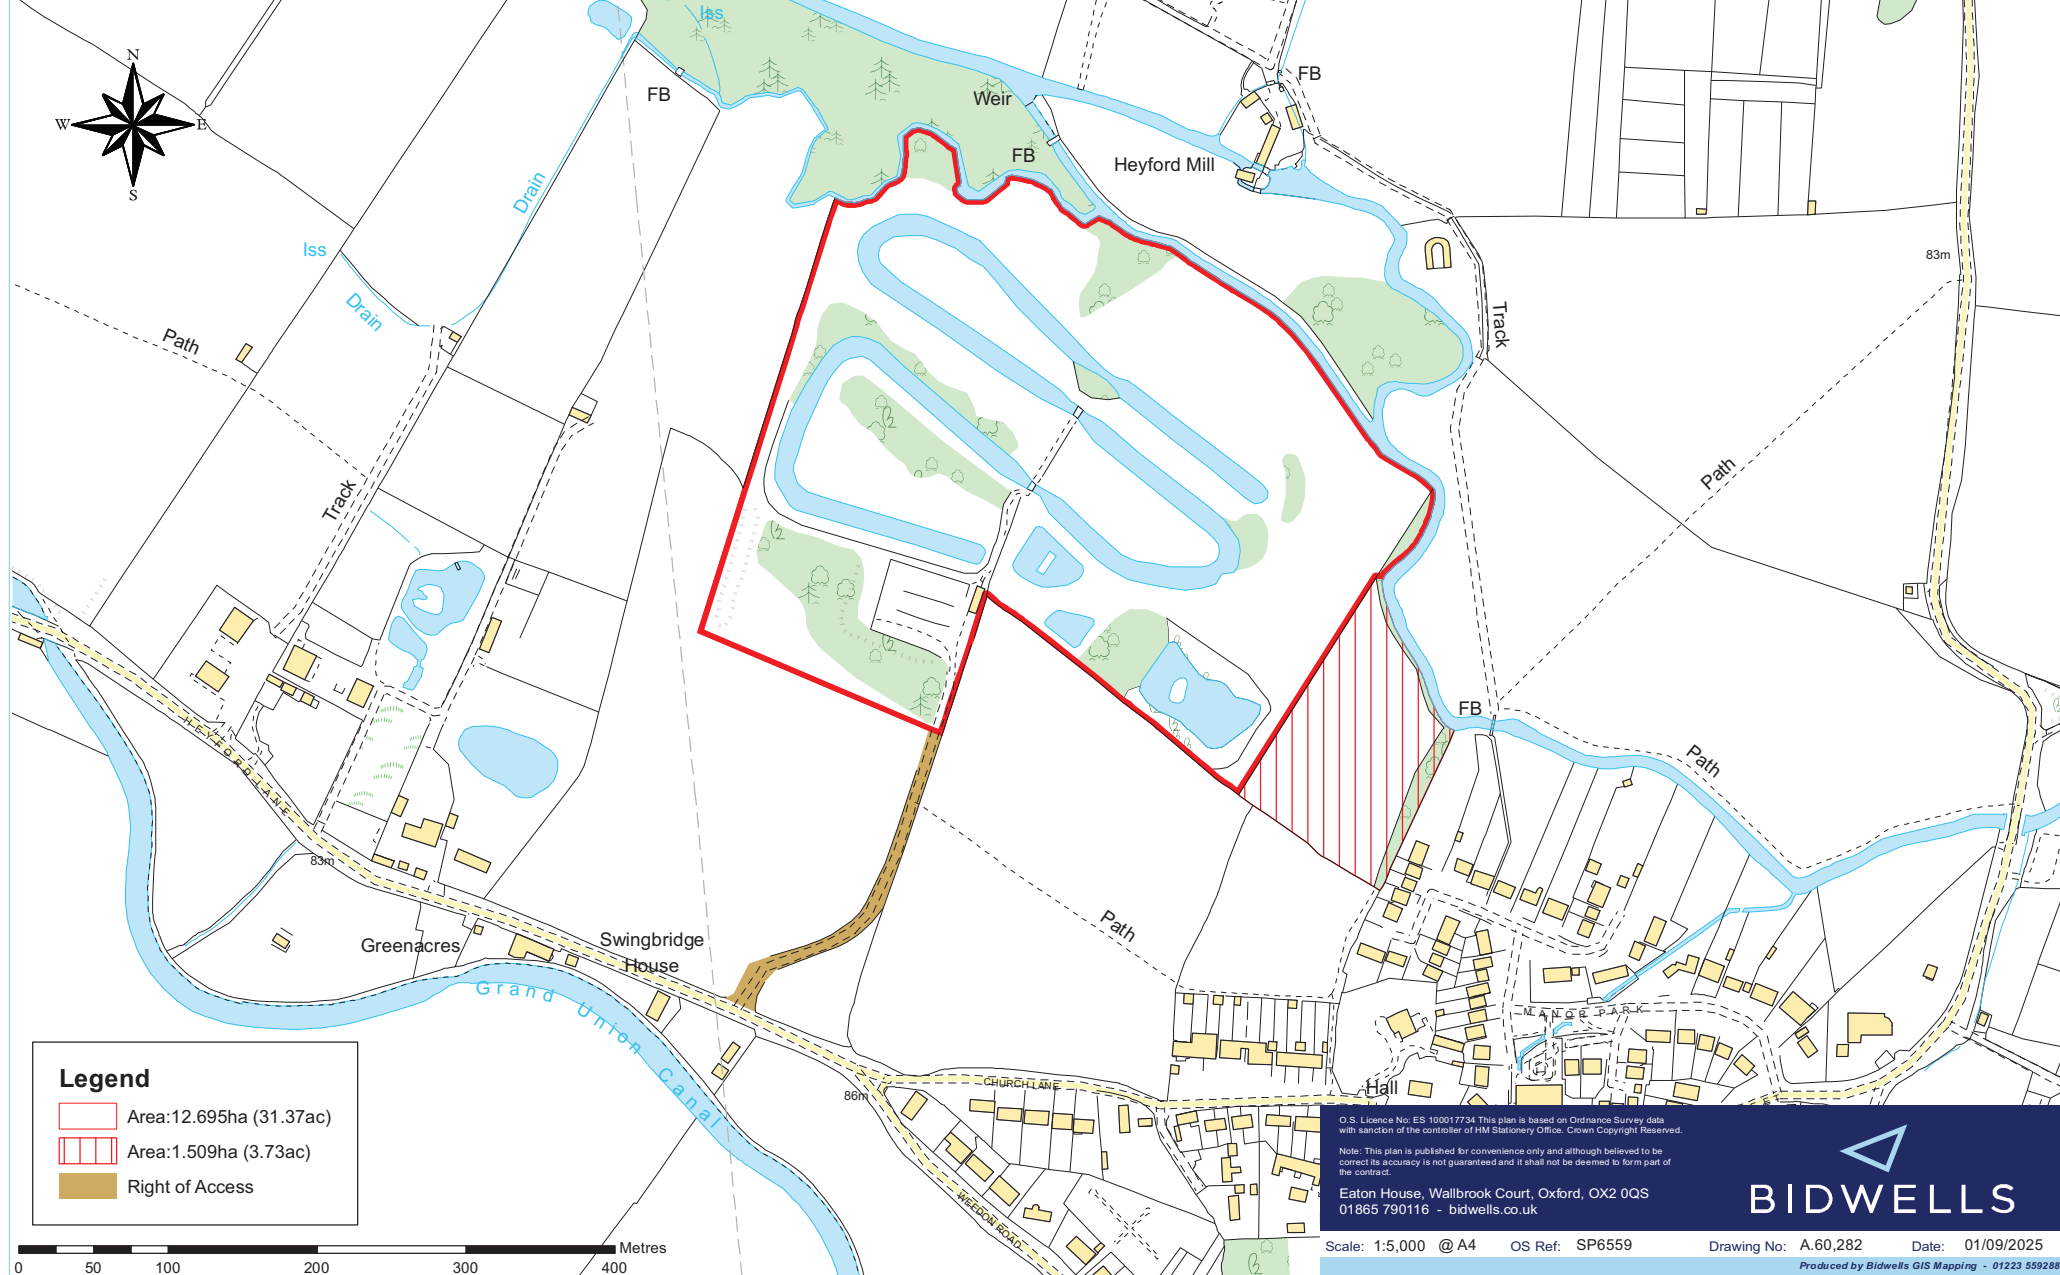 Iss
N
W
E
S
FB
Weir
FB
FB
Heyford Mill
Drain
Iss
Drain
Path
Track
Track
83m
Path
FB
Path
HEYFORD LANE
83m
Greenacres
Swingbridge
House
Path
Grand Union Canal
MANOR PARK
CHURCH LANE
Hall
86m
WEEDON ROAD
Legend
Area:12.695ha (31.37ac)
Area:1.509ha (3.73ac)
Right of Access
0 50 100 200 300 400
Metres
O.S. Licence No: ES 100017734 This plan is based on Ordnance Survey data
with sanction of the controller of HM Stationery Office. Crown Copyright Reserved.
Note: This plan is published for convenience only and although believed to be
correct its accuracy is not guaranteed and it shall not be deemed to form part of
the contract.
Eaton House, Wallbrook Court, Oxford, OX2 0QS
01865 790116 - bidwells.co.uk
BIDWELLS
Scale: 1:5,000 @ A4 OS Ref: SP6559 Drawing No: A.60,282 Date: 01/09/2025
Produced by Bidwells GIS Mapping - 01223 559288